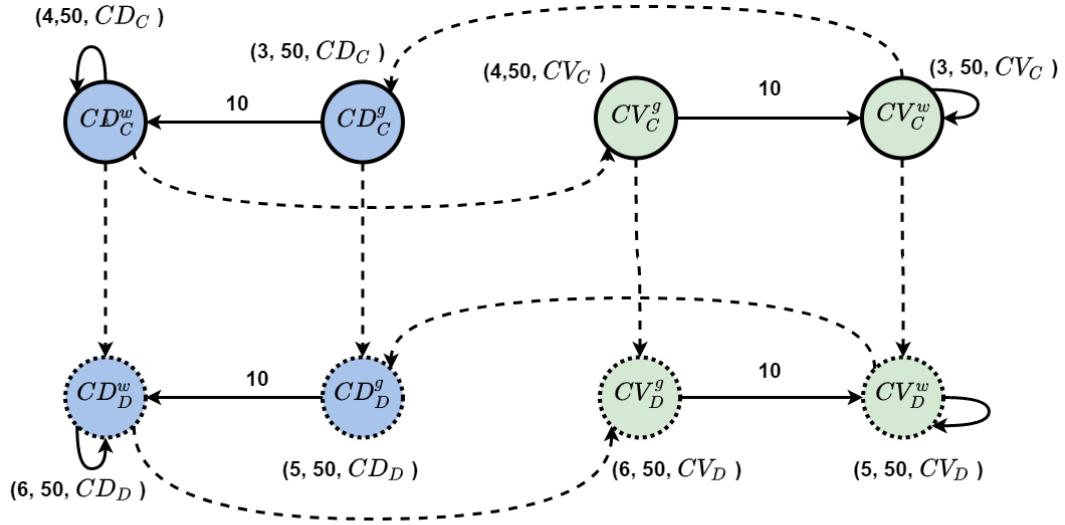 (4,50, CD_C )
(3, 50, CD_C )
(4,50, CV_C )
(3, 50, CV_C )
10
10
CD_C^w
CD_C^g
CV_C^g
CV_C^w
10
10
CD_D^w
CD_D^g
CV_D^g
CV_D^w
(6, 50, CD_D )
(5, 50, CD_D )
(6, 50, CV_D )
(5, 50, CV_D )